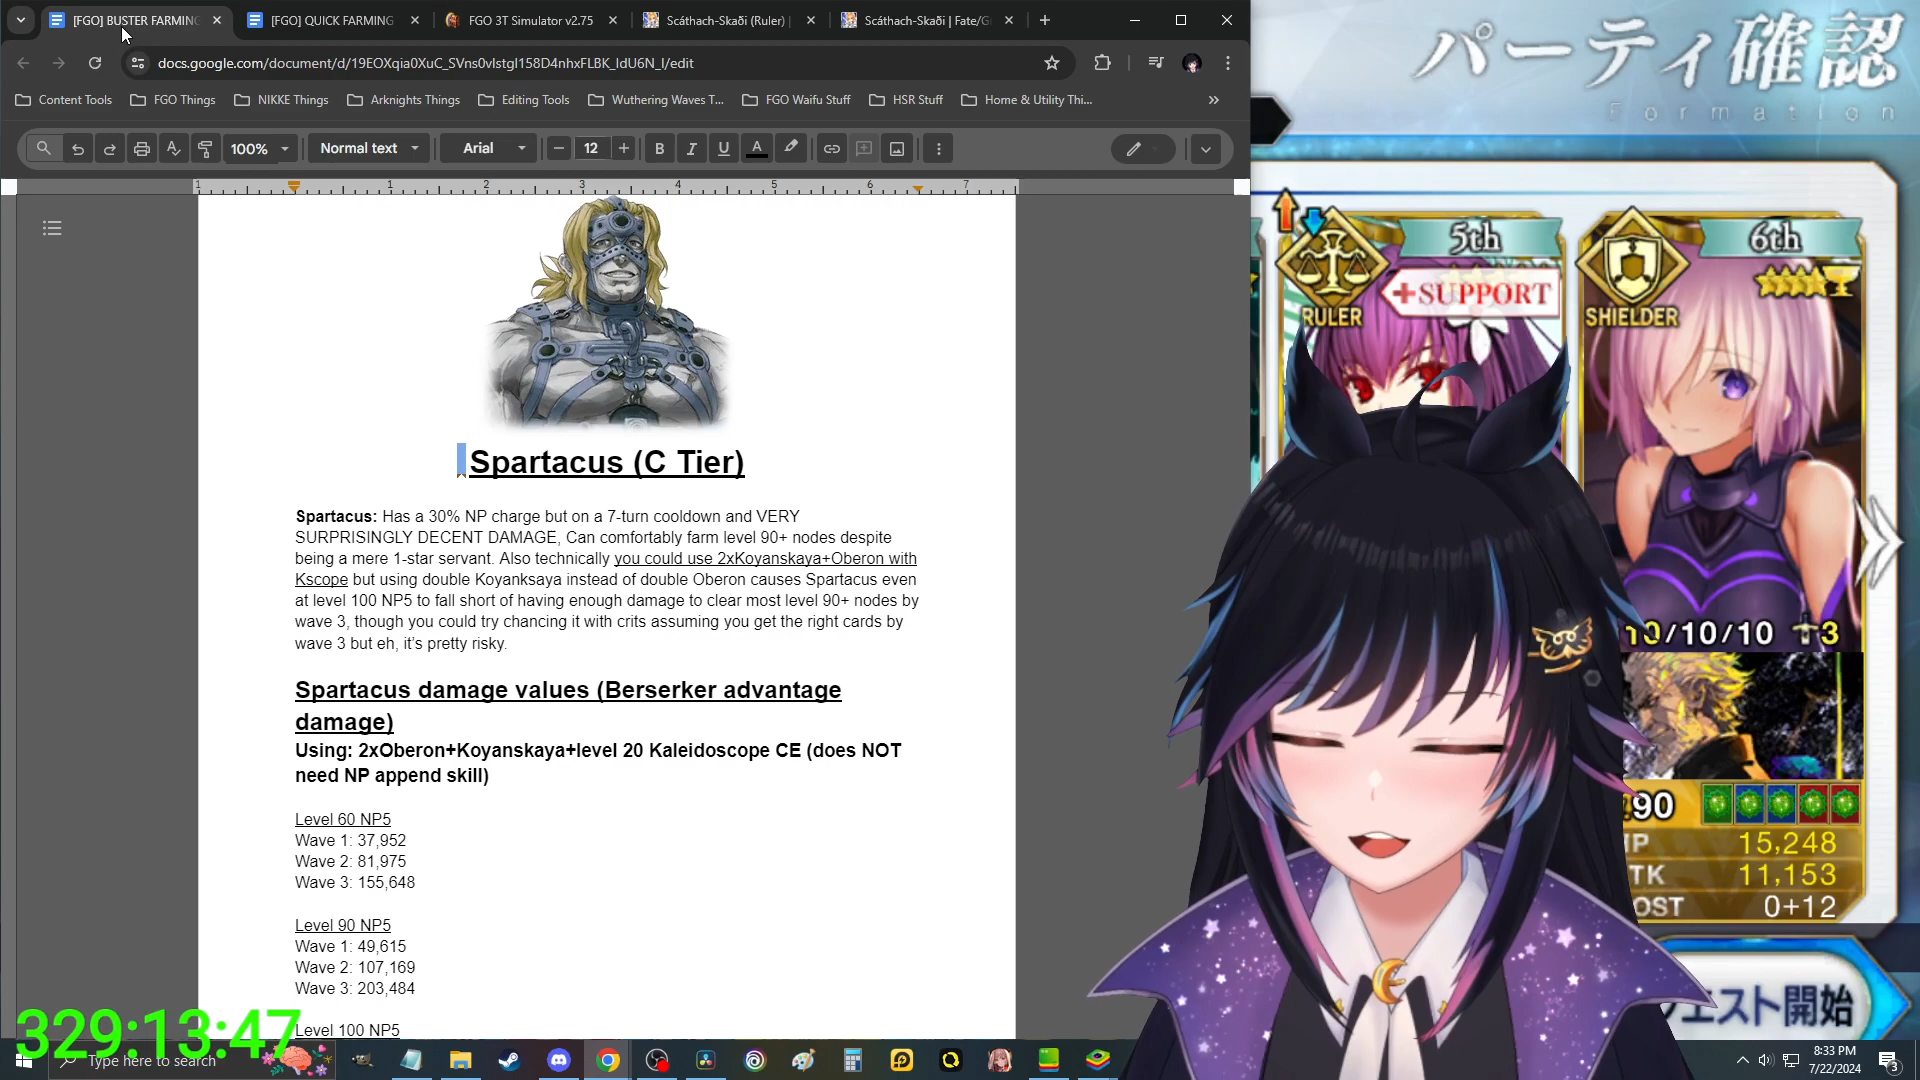 [FGO] BUSTER FARMING
[FGO] QUICK FARMING
FGO 3T Simulator v2.75
Scáthach-Skaði (Ruler) |
Scáthach-Skaði | Fate/G
docs.google.com/document/d/19EOXqia0XuC_SVns0vlstgl158D4nhxFLBK_IdU6N_I/edit
Content Tools
FGO Things
NIKKE Things
Arknights Things
Editing Tools
Wuthering Waves T...
FGO Waifu Stuff
HSR Stuff
Home & Utility Thi...
100%
Normal text
Arial
12
B I U A
1 1 2 3 4 5 6 7
Spartacus (C Tier)
Spartacus: Has a 30% NP charge but on a 7-turn cooldown and VERY
SURPRISINGLY DECENT DAMAGE, Can comfortably farm level 90+ nodes despite
being a mere 1-star servant. Also technically you could use 2xKoyanskaya+Oberon with
Kscope but using double Koyanksaya instead of double Oberon causes Spartacus even
at level 100 NP5 to fall short of having enough damage to clear most level 90+ nodes by
wave 3, though you could try chancing it with crits assuming you get the right cards by
wave 3 but eh, it's pretty risky.
Spartacus damage values (Berserker advantage
damage)
Using: 2xOberon+Koyanskaya+level 20 Kaleidoscope CE (does NOT
need NP append skill)
Level 60 NP5
Wave 1: 37,952
Wave 2: 81,975
Wave 3: 155,648
Level 90 NP5
Wave 1: 49,615
Wave 2: 107,169
Wave 3: 203,484
Level 100 NP5
329:13:47
Type here to search
8:33 PM
7/22/2024
3
パーティ確認
Formation
5th
+SUPPORT
RULER
6th
SHIELDER
10/10/10 +3
90
15,248
11,153
0+12
クエスト開始